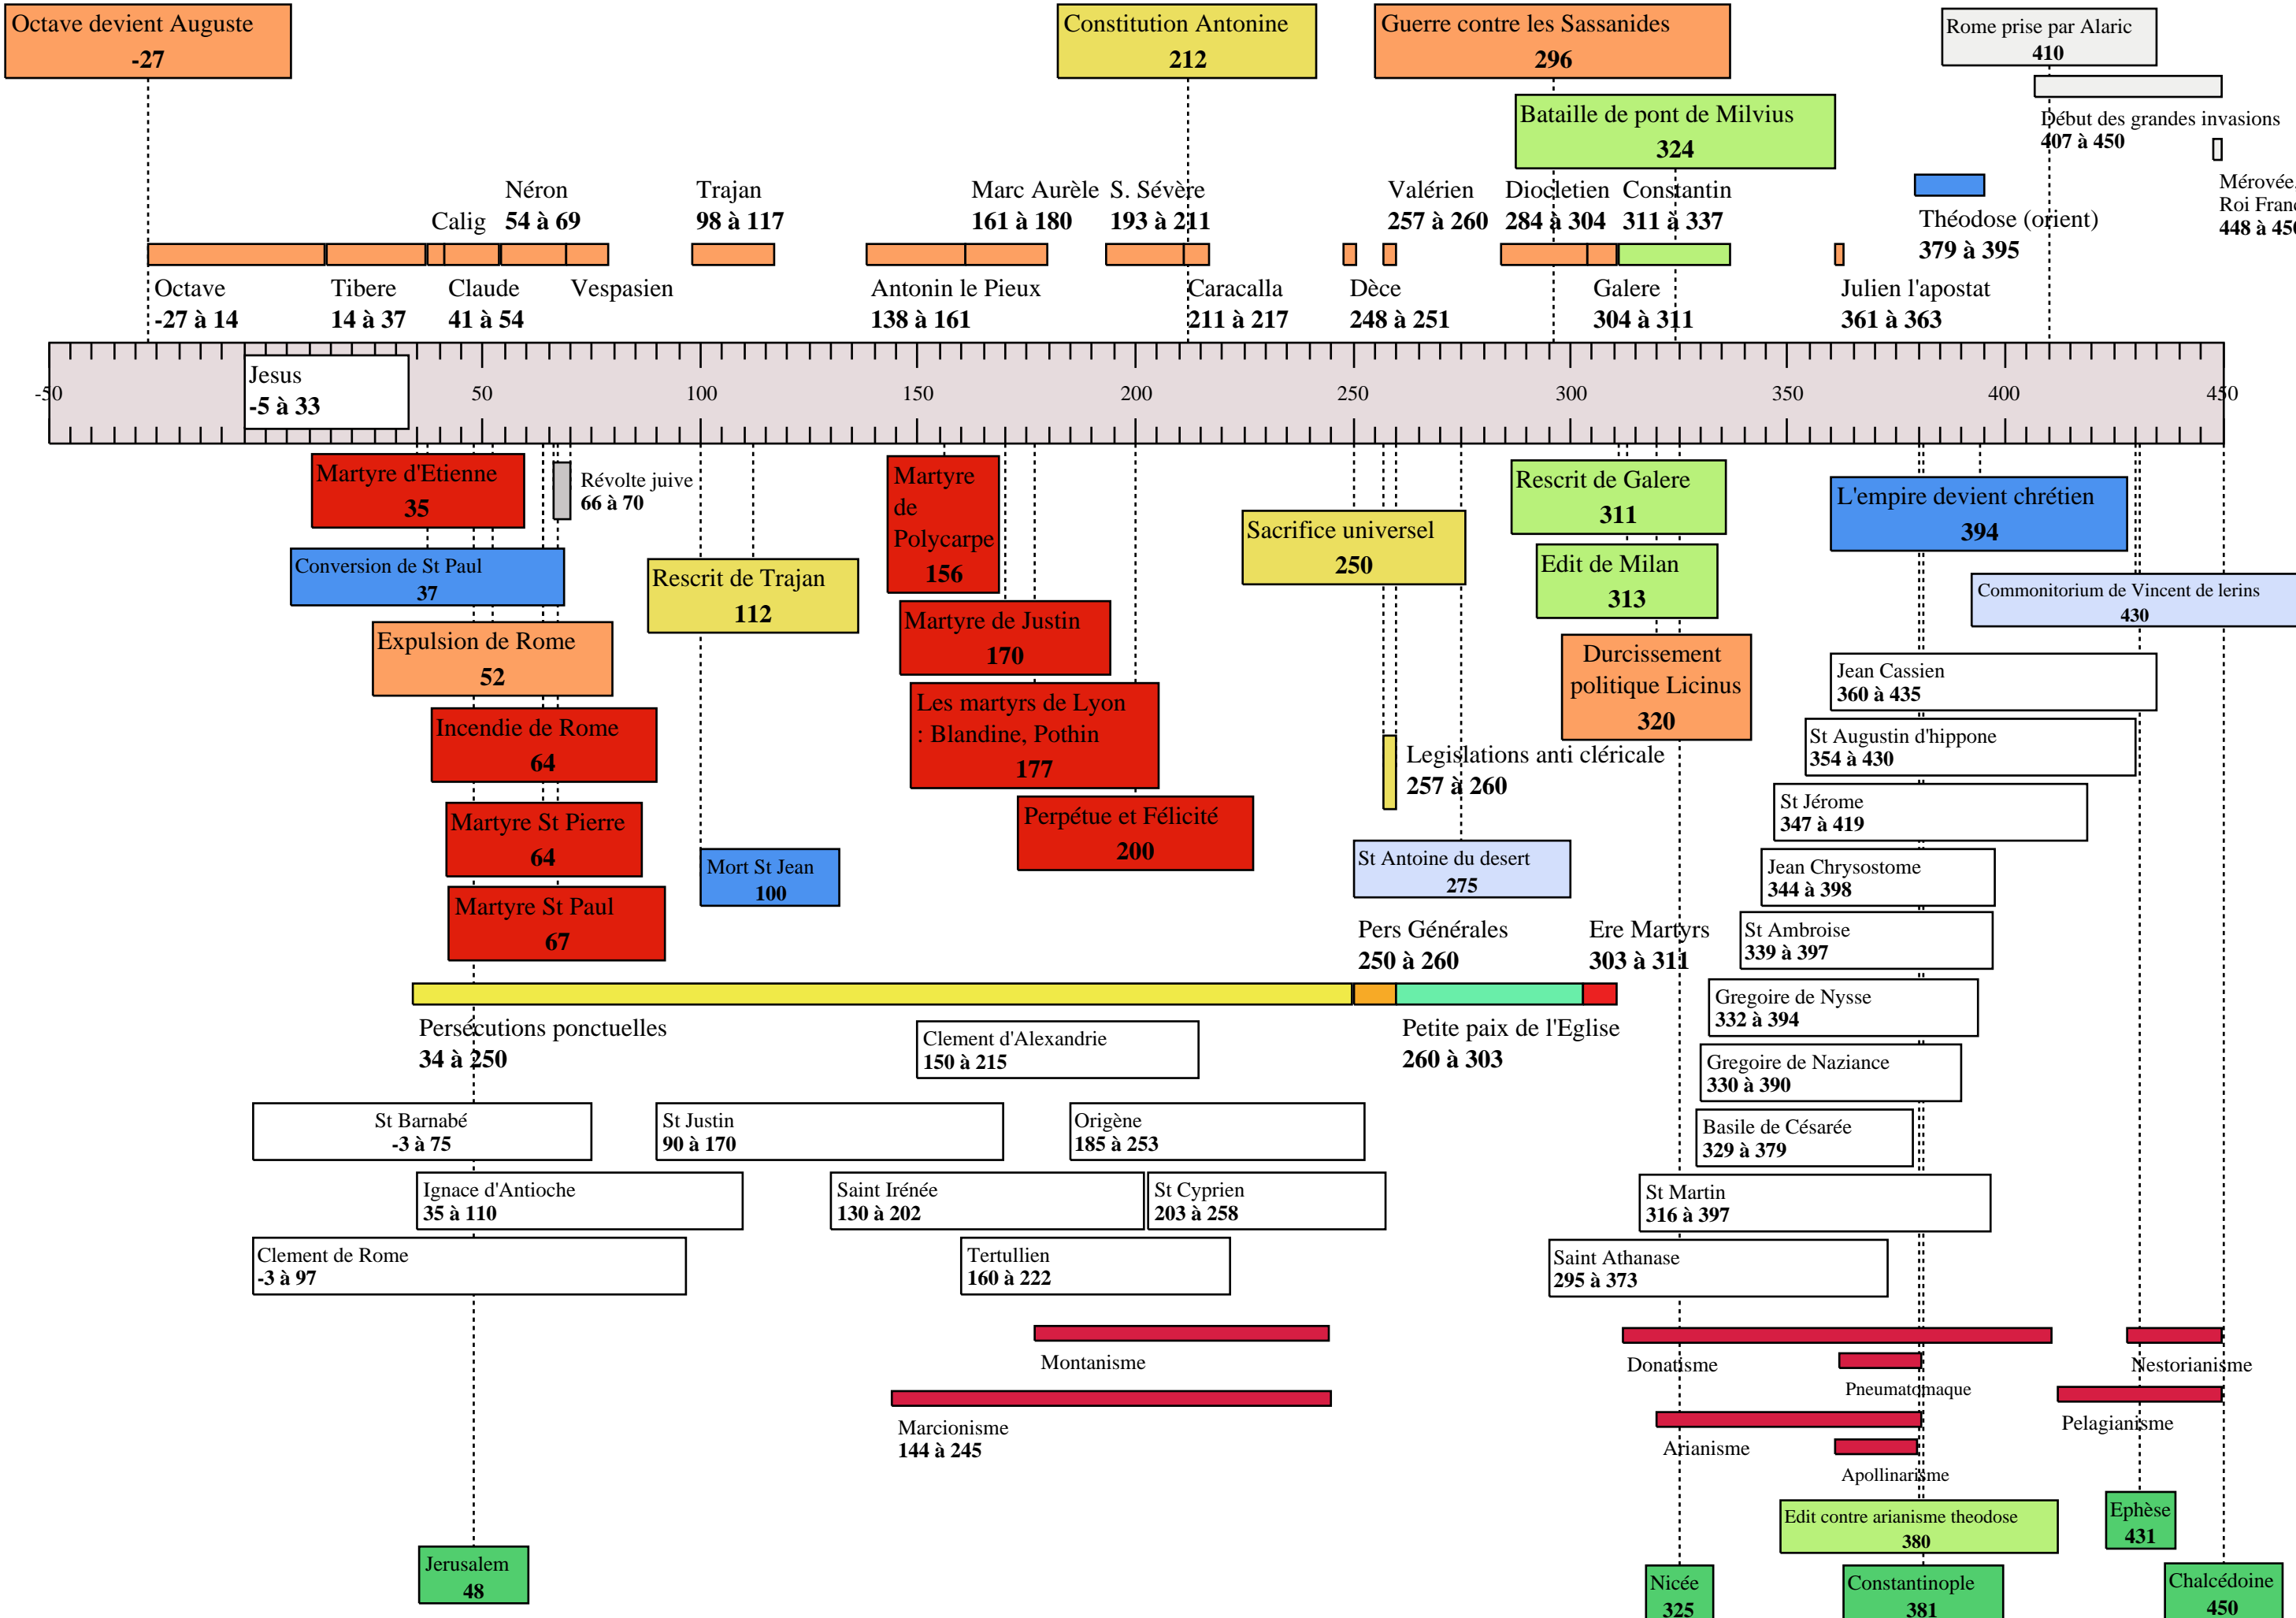 Octave devient Auguste
-27
Constitution Antonine
212
Guerre contre les Sassanides
296
Rome prise par Alaric
410
Bataille de pont de Milvius
324
Début des grandes invasions
407 à 450
Mérovée,
Roi Franc
448 à 450
Théodose (orient)
379 à 395
Calig
Néron
54 à 69
Trajan
98 à 117
Marc Aurèle
161 à 180
S. Sévère
193 à 211
Valérien
257 à 260
Diocletien
284 à 304
Constantin
311 à 337
Octave
-27 à 14
Tibere
14 à 37
Claude
41 à 54
Vespasien
Antonin le Pieux
138 à 161
Caracalla
211 à 217
Dèce
248 à 251
Galere
304 à 311
Julien l'apostat
361 à 363
Jesus
-5 à 33
-50
50
100
150
200
250
300
350
400
450
Martyre d'Etienne
35
Révolte juive
66 à 70
Conversion de St Paul
37
Expulsion de Rome
52
Incendie de Rome
64
Martyre St Pierre
64
Martyre St Paul
67
Rescrit de Trajan
112
Mort St Jean
100
Martyre
de
Polycarpe
156
Martyre de Justin
170
Les martyrs de Lyon
: Blandine, Pothin
177
Perpétue et Félicité
200
Sacrifice universel
250
Legislations anti cléricale
257 à 260
St Antoine du desert
275
Rescrit de Galere
311
Edit de Milan
313
Durcissement
politique Licinus
320
L'empire devient chrétien
394
Commonitorium de Vincent de lerins
430
Jean Cassien
360 à 435
St Augustin d'hippone
354 à 430
St Jérome
347 à 419
Jean Chrysostome
344 à 398
St Ambroise
339 à 397
Gregoire de Nysse
332 à 394
Gregoire de Naziance
330 à 390
Basile de Césarée
329 à 379
St Martin
316 à 397
Saint Athanase
295 à 373
Pers Générales
250 à 260
Ere Martyrs
303 à 311
Persécutions ponctuelles
34 à 250
Petite paix de l'Eglise
260 à 303
Clement d'Alexandrie
150 à 215
St Barnabé
-3 à 75
St Justin
90 à 170
Origène
185 à 253
Ignace d'Antioche
35 à 110
Saint Irénée
130 à 202
St Cyprien
203 à 258
Clement de Rome
-3 à 97
Tertullien
160 à 222
Montanisme
Marcionisme
144 à 245
Donatisme
Pneumatomaque
Arianisme
Apollinarisme
Nestorianisme
Pelagianisme
Edit contre arianisme theodose
380
Ephèse
431
Jerusalem
48
Nicée
325
Constantinople
381
Chalcédoine
450